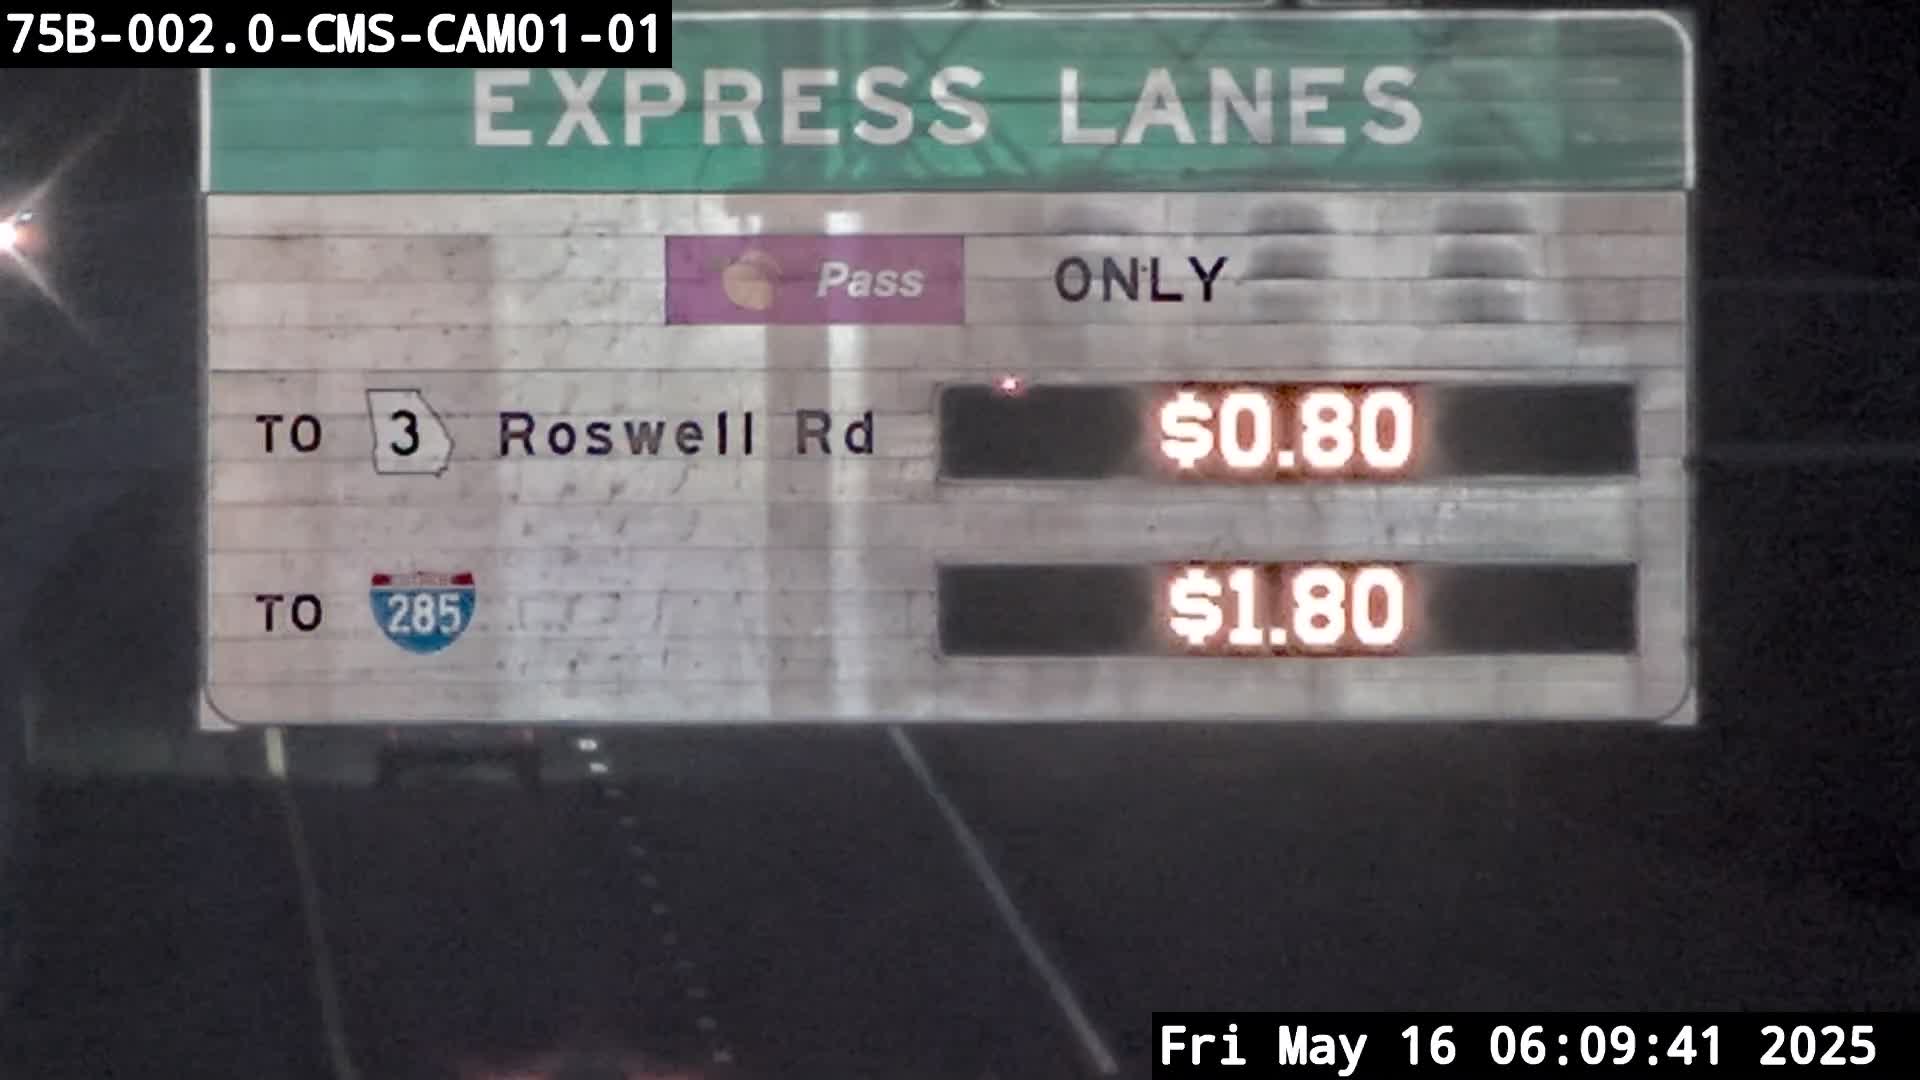 75B-002.0-CMS-CAM01-01
EXPRESS LANES
Pass ONLY
TO 3 Roswell Rd $0.80
TO 285 $1.80
Fri May 16 06:09:41 2025